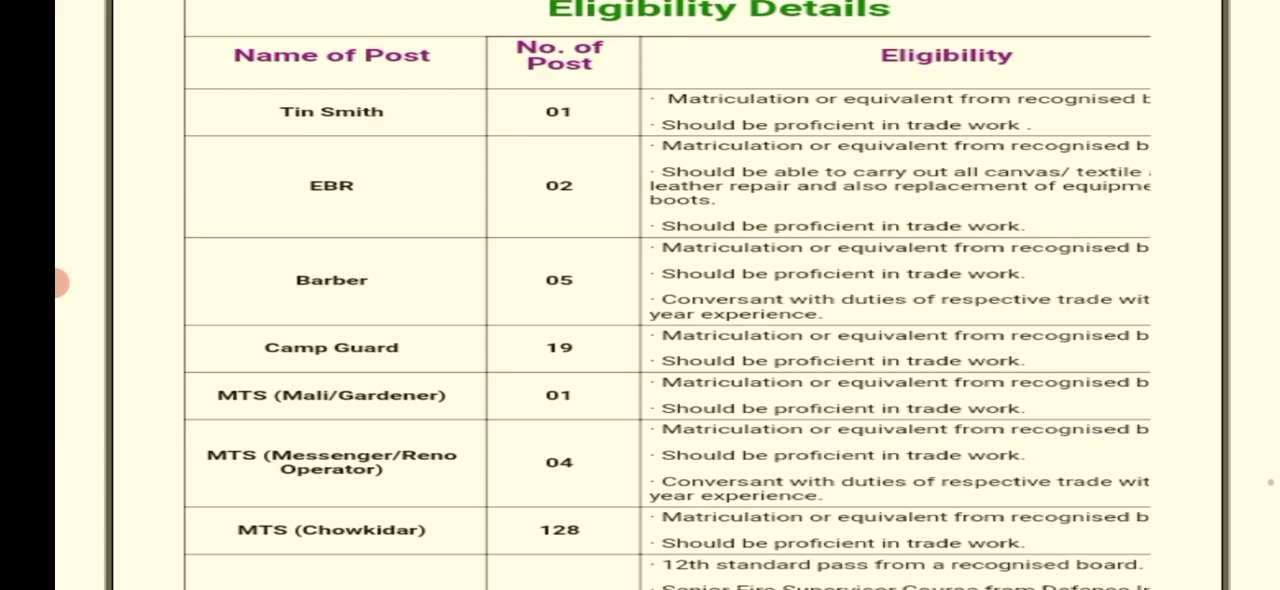 Eligibility Details
Name of Post
No. of
Post
Eligibility
Tin Smith
01
· Matriculation or equivalent from recognised
· Should be proficient in trade work .
EBR
02
· Matriculation or equivalent from recognised
· Should be able to carry out all canvas/ textile
leather repair and also replacement of
boots.
· Should be proficient in trade work.
Barber
05
· Matriculation or equivalent from recognised
· Should be proficient in trade work.
· Conversant with duties of respective trade
year experience.
Camp Guard
19
· Matriculation or equivalent from recognised
· Should be proficient in trade work.
MTS (Mali/Gardener)
01
· Matriculation or equivalent from recognised
· Should be proficient in trade work.
MTS (Messenger/Reno
Operator)
04
· Matriculation or equivalent from recognised
· Should be proficient in trade work.
· Conversant with duties of respective trade
year experience.
MTS (Chowkidar)
128
· Matriculation or equivalent from recognised
· Should be proficient in trade work.
· 12th standard pass from a recognised board.
· Senior Fire Supervisor Course from Defence